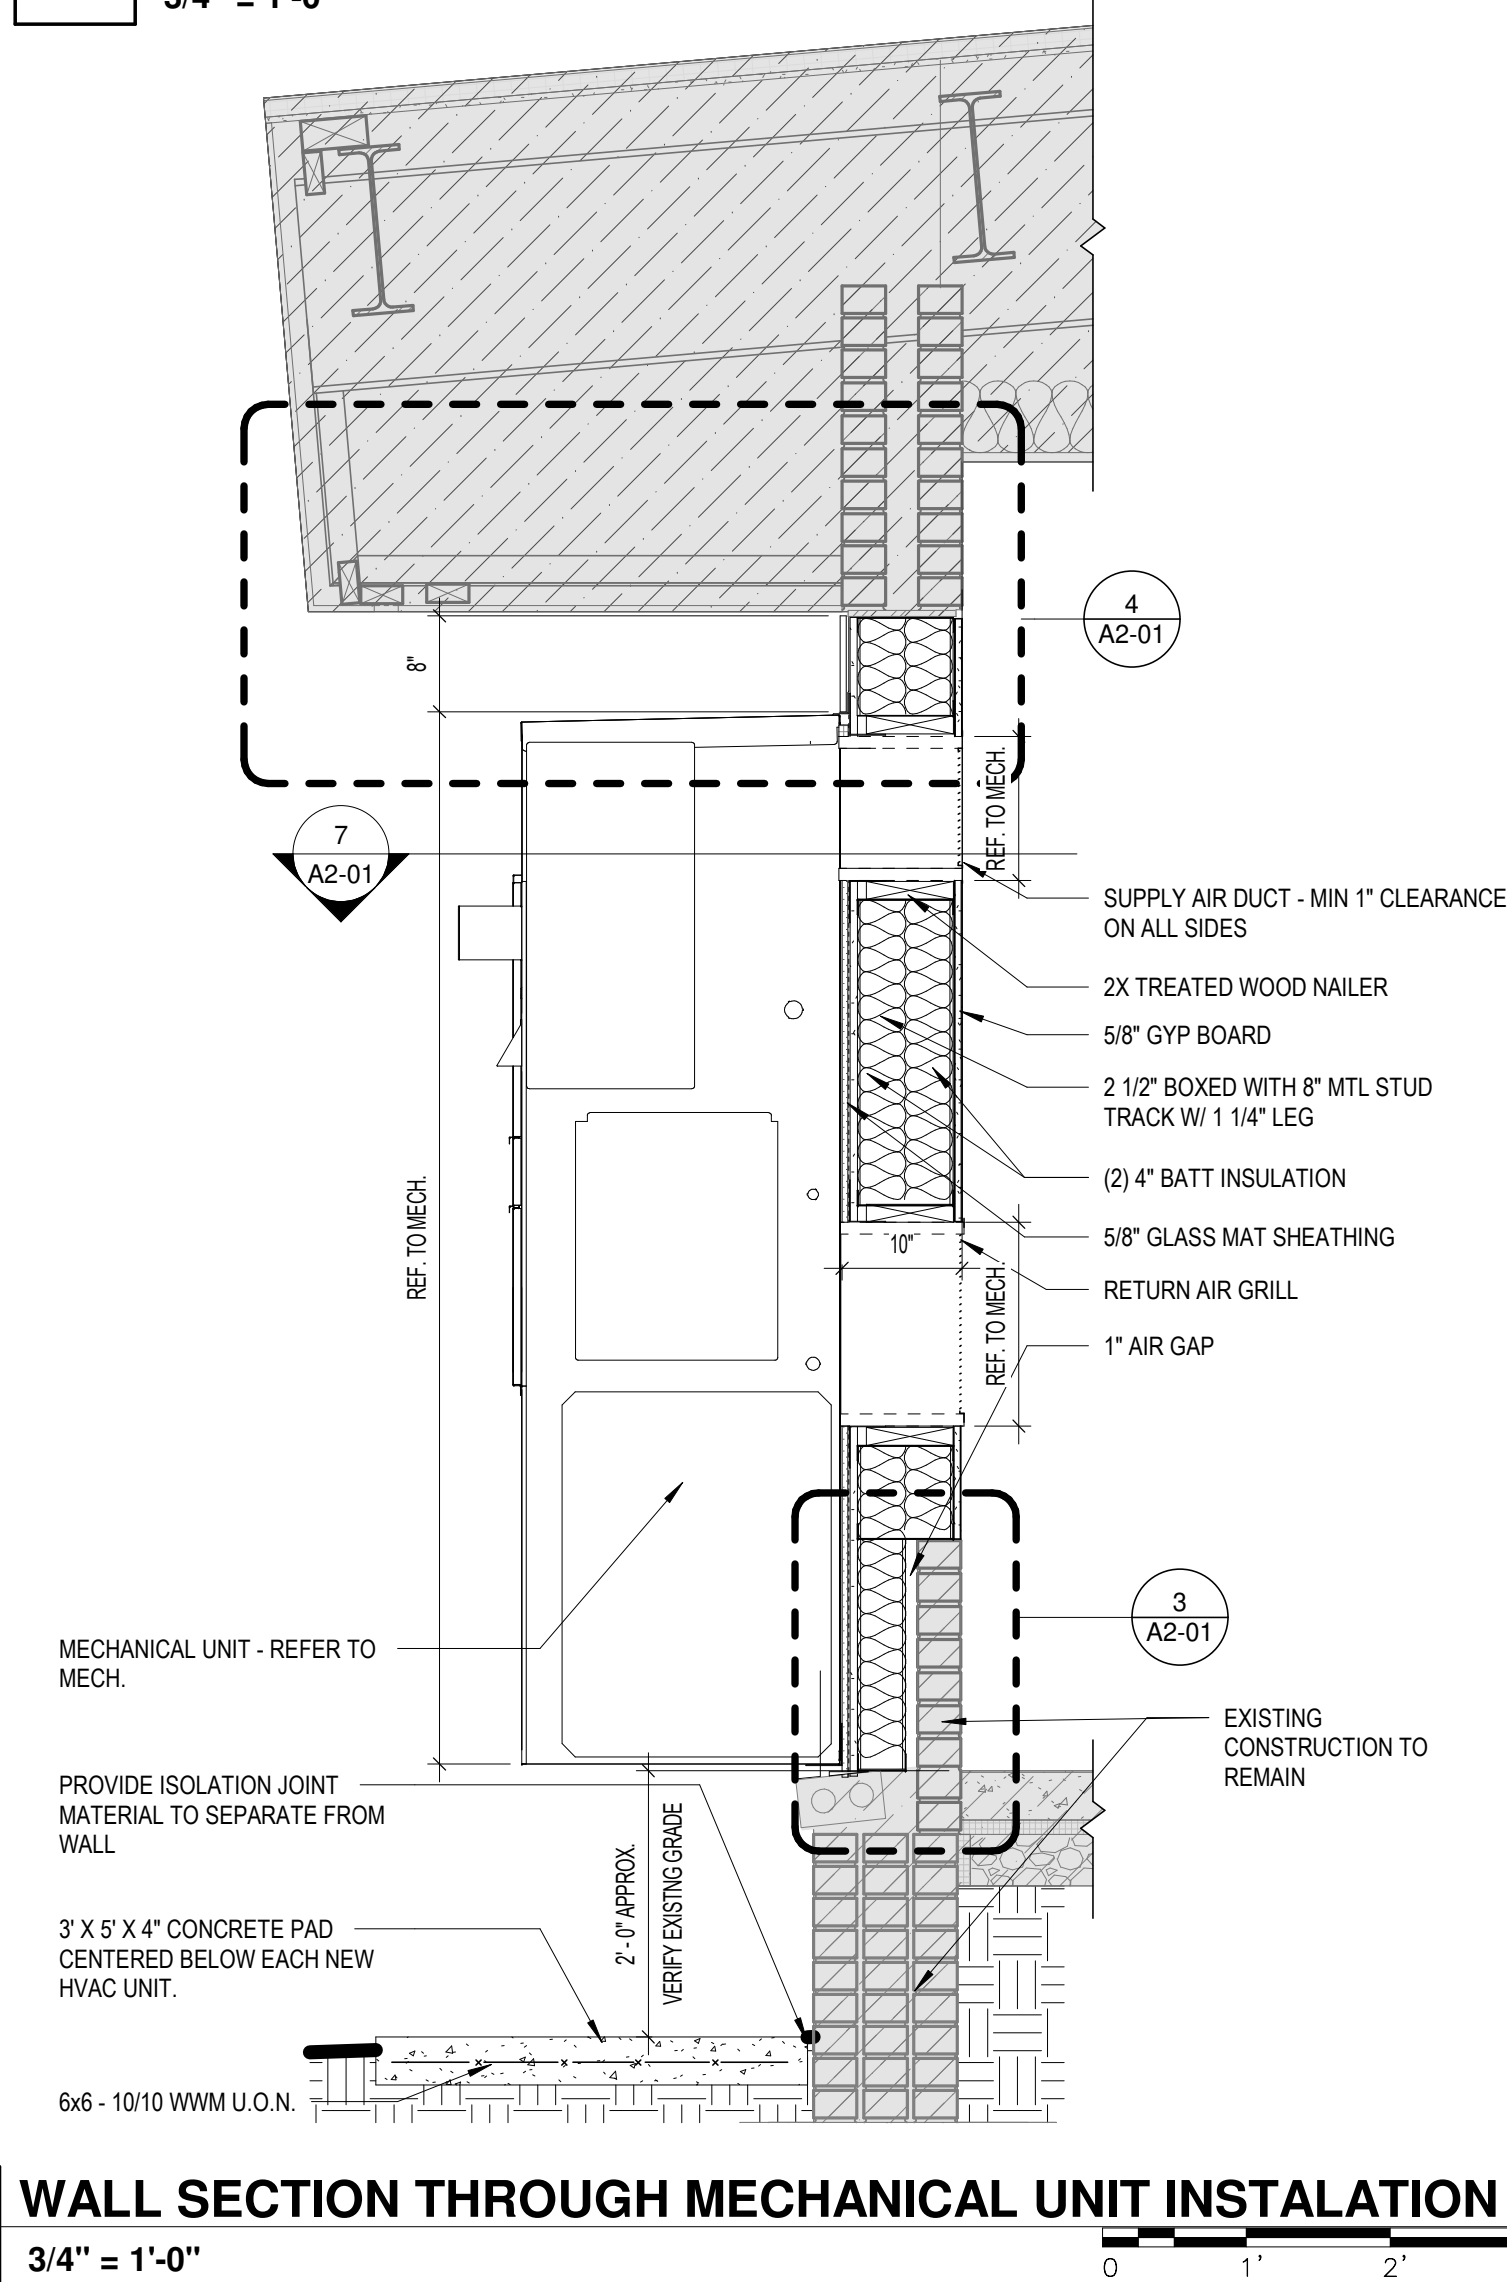 8"
4
A2-01
REF. TO MECH.
7
A2-01
SUPPLY AIR DUCT - MIN 1" CLEARANCE
ON ALL SIDES
2X TREATED WOOD NAILER
5/8" GYP BOARD
2 1/2" BOXED WITH 8" MTL STUD
TRACK W/ 1 1/4" LEG
(2) 4" BATT INSULATION
REF. TO MECH.
5/8" GLASS MAT SHEATHING
10"
RETURN AIR GRILL
REF. TO MECH.
1" AIR GAP
3
A2-01
MECHANICAL UNIT - REFER TO
MECH.
EXISTING
CONSTRUCTION TO
REMAIN
PROVIDE ISOLATION JOINT
MATERIAL TO SEPARATE FROM
WALL
2' - 0" APPROX.
VERIFY EXISTNG GRADE
3' X 5' X 4" CONCRETE PAD
CENTERED BELOW EACH NEW
HVAC UNIT.
6x6 - 10/10 WWM U.O.N.
WALL SECTION THROUGH MECHANICAL UNIT INSTALATION
3/4" = 1'-0"
0 1' 2'